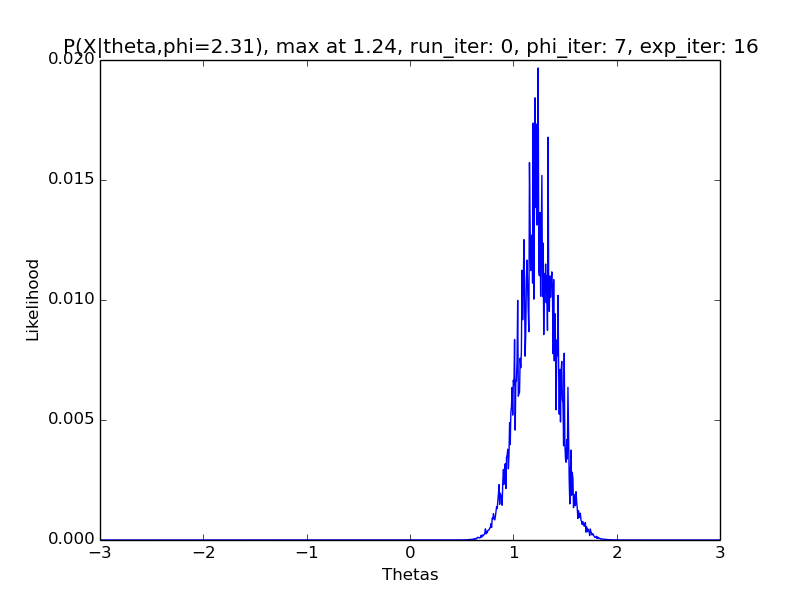 P(X|theta,phi=2.31), max at 1.24, run_iter: 0, phi_iter: 7, exp_iter: 16
0.020
0.015
0.010
0.005
0.000
Likelihood
−3 −2 −1 0 1 2 3
Thetas